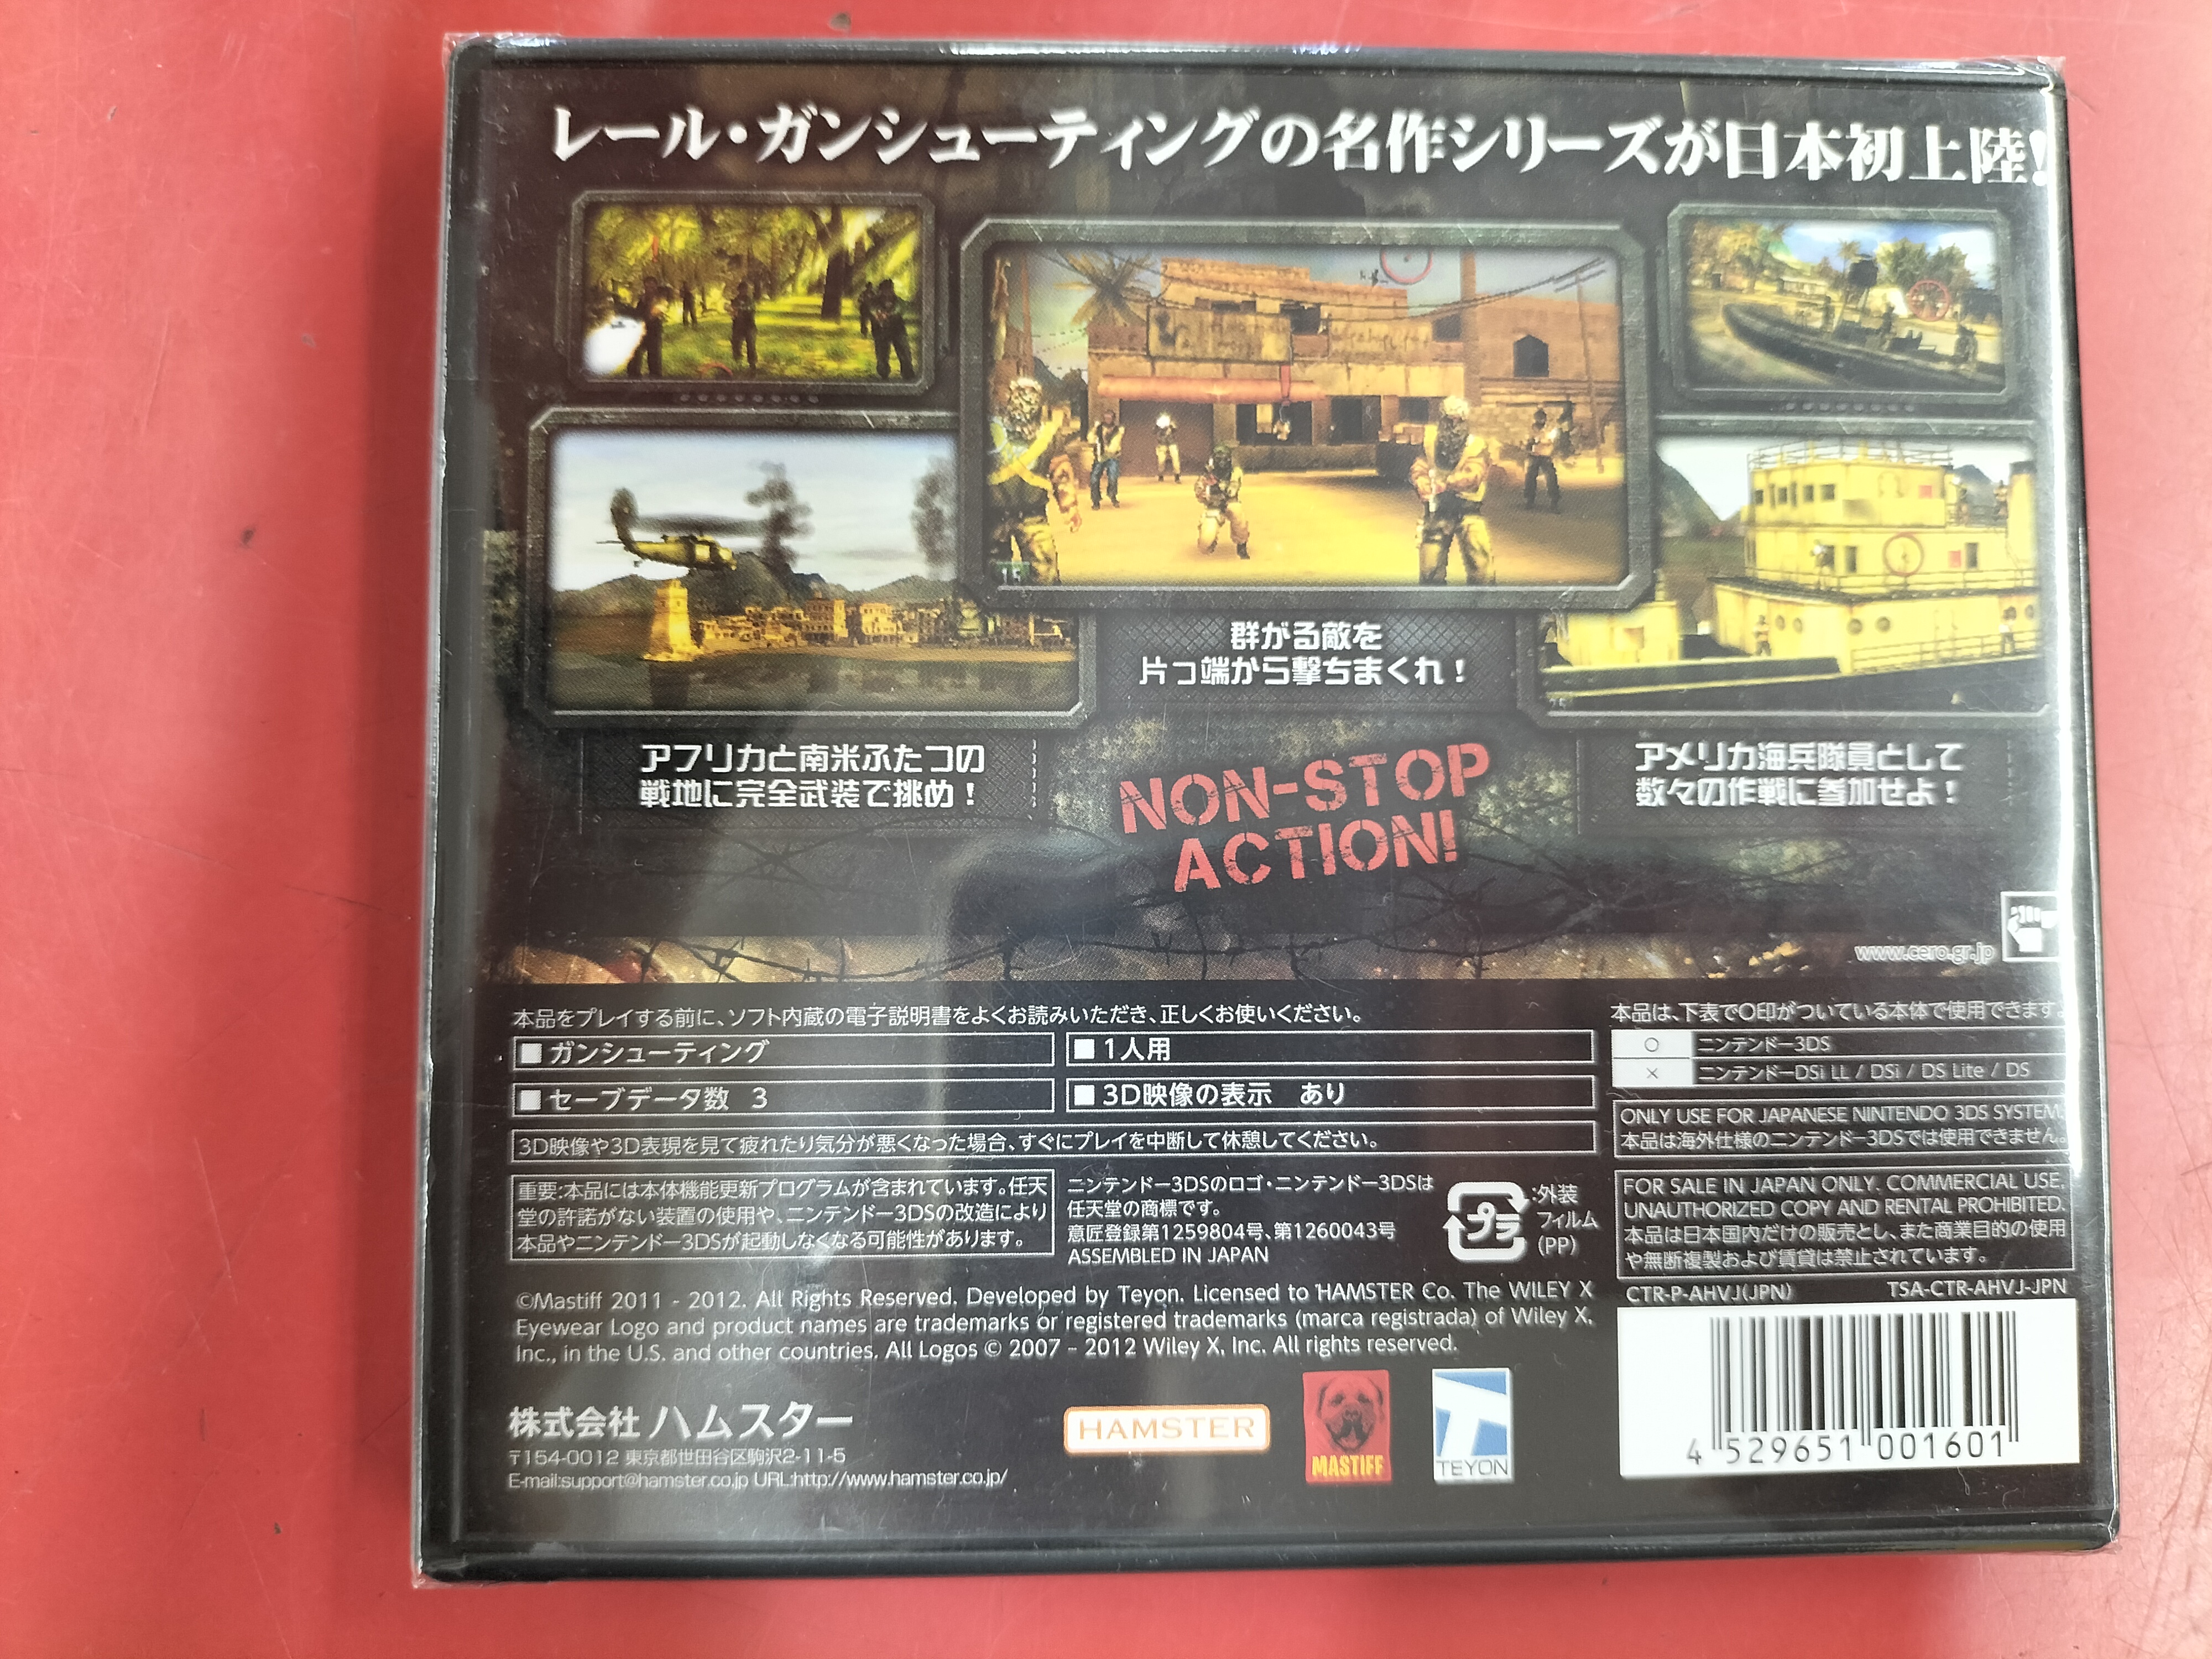 レール・ガンシューティングの名作シリーズが日本初上陸!
群がる敵を
片っ端から撃ちまくれ!
アフリカと南米ふたつの
戦地に完全武装で挑め!
NON-STOP
ACTION!
アメリカ海兵隊員として
数々の作戦に参加せよ!
www.cero.gr.jp
本品をプレイする前に、ソフト内蔵の電子説明書をよくお読みいただき、正しくお使いください。
■ ガンシューティング
■ 1人用
■ セーブデータ数 3
■ 3D映像の表示 あり
3D映像や3D表現を見て疲れたり気分が悪くなった場合、すぐにプレイを中断して休憩してください。
重要:本品には本体機能更新プログラムが含まれています。任天
堂の許諾がない装置の使用や、ニンテンドー3DSの改造により
本品やニンテンドー3DSが起動しなくなる可能性があります。
ニンテンドー3DSのロゴ・ニンテンドー3DSは
任天堂の商標です。
意匠登録第1259804号、第1260043号
ASSEMBLED IN JAPAN
プラ
:外装
フィルム
(PP)
本品は、下表で○印がついている本体で使用できます。
○ ニンテンドー3DS
× ニンテンドーDSi LL / DSi / DS Lite / DS
ONLY USE FOR JAPANESE NINTENDO 3DS SYSTEM.
本品は海外仕様のニンテンドー3DSでは使用できません。
FOR SALE IN JAPAN ONLY. COMMERCIAL USE,
UNAUTHORIZED COPY AND RENTAL PROHIBITED.
本品は日本国内だけの販売とし、また商業目的の使用
や無断複製および賃貸は禁止されています。
CTR-P-AHVJ(JPN) TSA-CTR-AHVJ-JPN
©Mastiff 2011 - 2012. All Rights Reserved. Developed by Teyon. Licensed to HAMSTER Co. The WILEY X
Eyewear Logo and product names are trademarks or registered trademarks (marca registrada) of Wiley X,
Inc., in the U.S. and other countries. All Logos © 2007 - 2012 Wiley X, Inc. All rights reserved.
株式会社 ハムスター
〒154-0012 東京都世田谷区駒沢2-11-5
E-mail:support@hamster.co.jp URL:http://www.hamster.co.jp/
HAMSTER
MASTIFF
TEYON
4 529651 001601